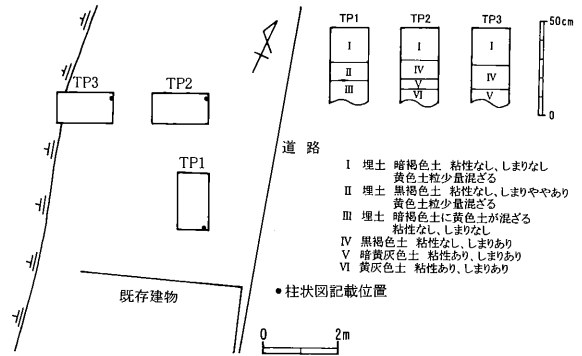 TP1 TP2 TP3
50cm
0
I I I
II IV IV
III V V
VI
TP3 TP2
TP1
道路
I 埋土 暗褐色土 粘性なし、しまりなし
黄色土粒少量混ざる
II 埋土 黒褐色土 粘性なし、しまりややあり
黄色土粒少量混ざる
III 埋土 暗褐色土に黄色土が混ざる
粘性なし、しまりなし
IV 黒褐色土 粘性なし、しまりあり
V 暗黄灰色土 粘性あり、しまりあり
VI 黄灰色土 粘性あり、しまりあり
●柱状図記載位置
既存建物
0 2m